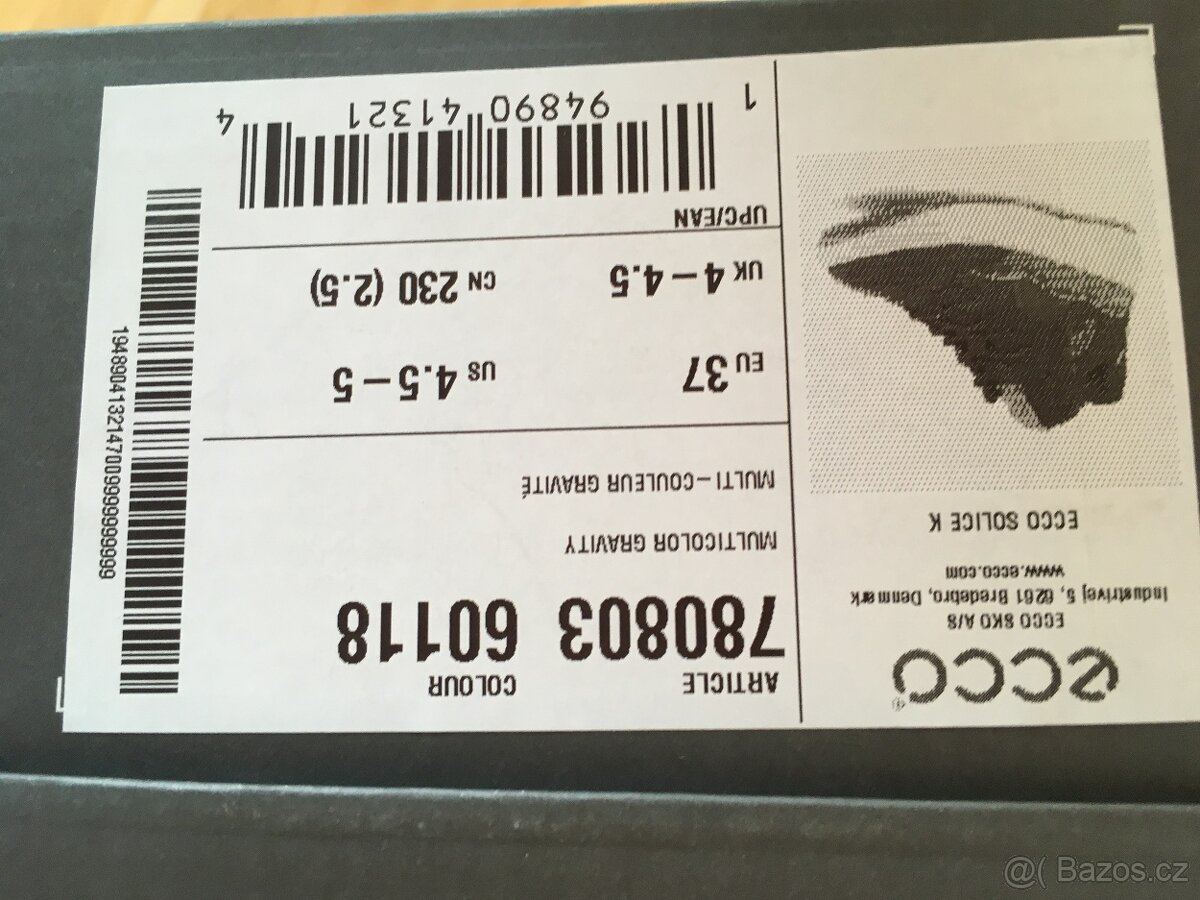 ecco®
ECCO SKO A/S
Industrivej 5, 6261 Bredebro, Denmark
www.ecco.com
ECCO SOLICE K
ARTICLE COLOUR
780803 60118
MULTICOLOR GRAVITY
MULTI-COULEUR GRAVITÉ
EU 37 US 4.5-5
UK 4-4.5 CN 230 (2.5)
UPC/EAN
1 94890 41321 4
@( Bazos.cz